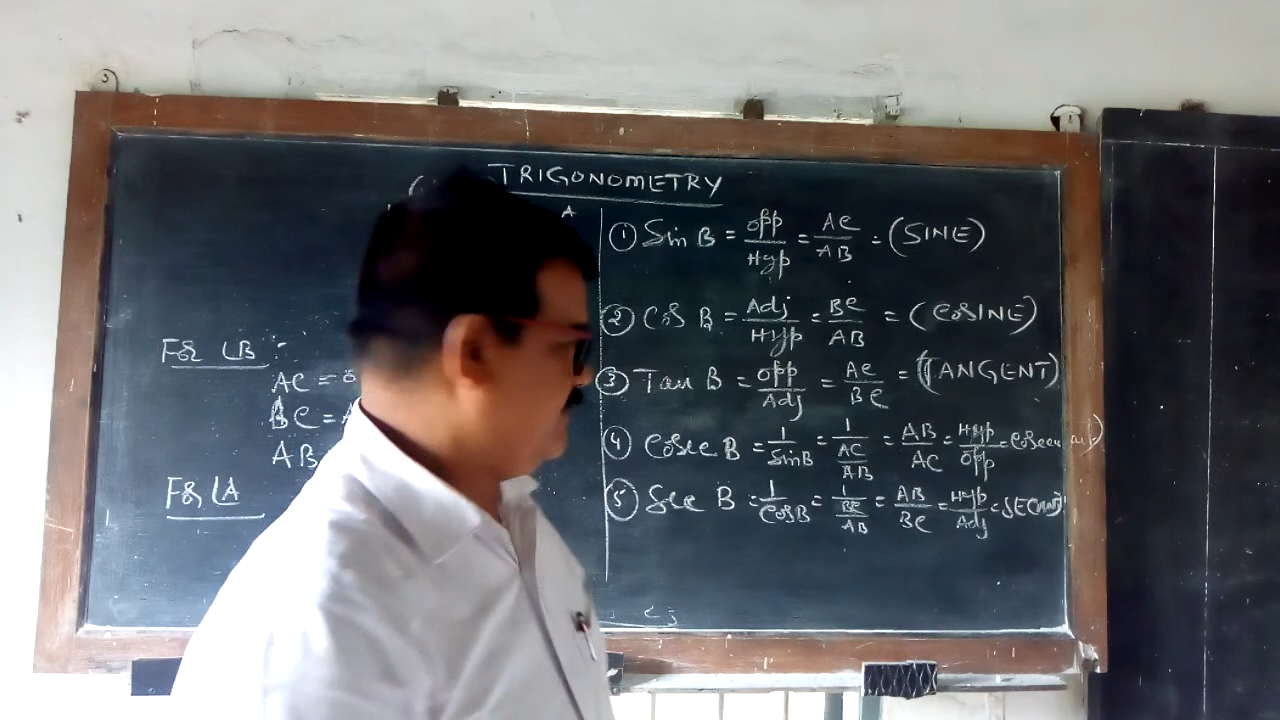 TRIGONOMETRY
A
For ∠B :-
AC =
BC =
AB
For ∠A
① Sin B = opp/Hyp = AC/AB = (SINE)
② Cos B = Adj/Hyp = BC/AB = (COSINE)
③ Tan B = opp/Adj = AC/BC = (TANGENT)
④ Cosec B = 1/SinB = 1/(AC/AB) = AB/AC = Hyp/opp =
⑤ Sec B = 1/CosB = 1/(BC/AB) = AB/BC = Hyp/Adj =